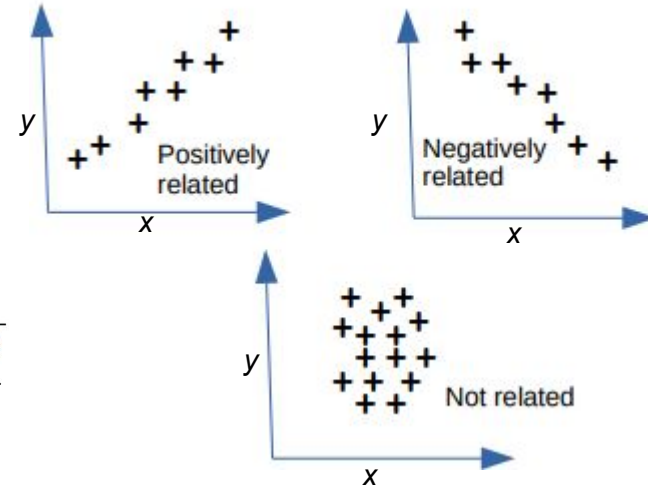 y
Positively
related
x
y
Negatively
related
x
y
Not related
x